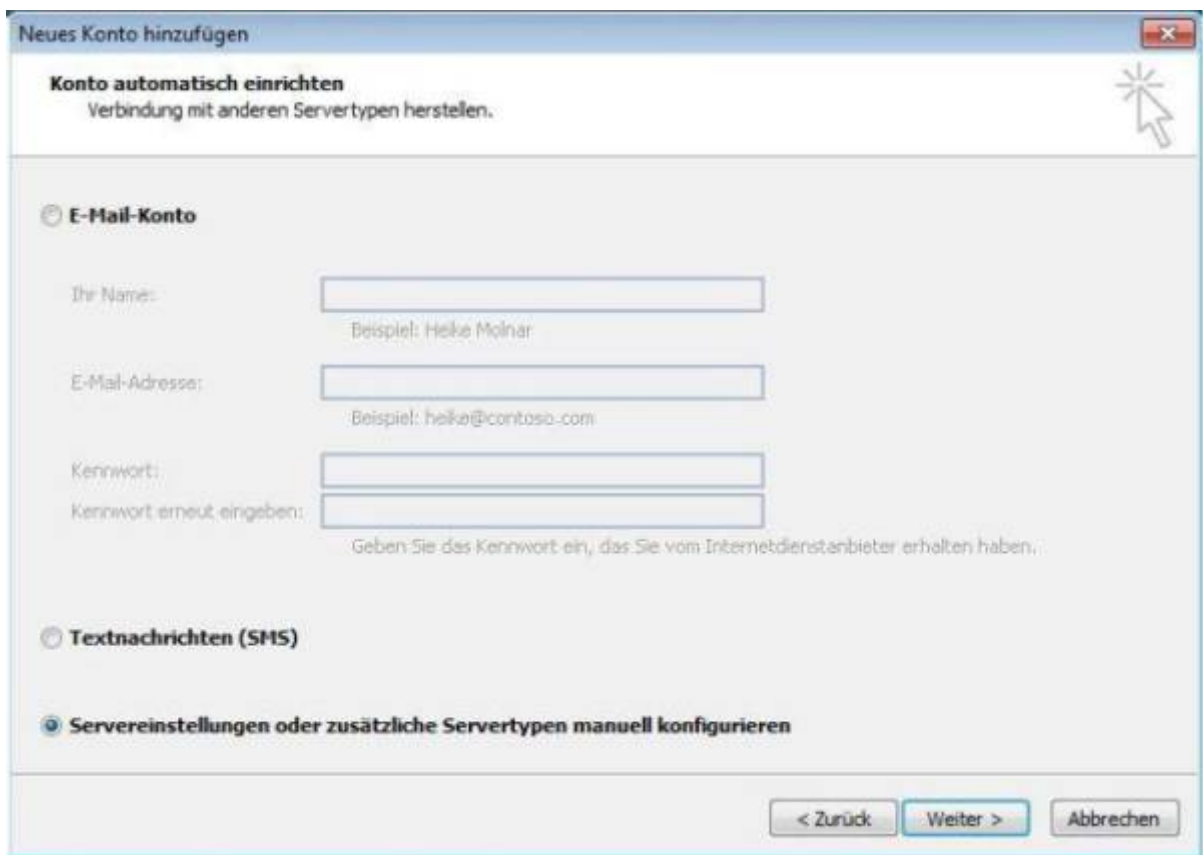 Neues Konto hinzufügen
Konto automatisch einrichten
Verbindung mit anderen Servertypen herstellen.
E-Mail-Konto
Ihr Name:
Beispiel: Heike Molnar
E-Mail-Adresse:
Beispiel: heike@contoso.com
Kennwort:
Kennwort erneut eingeben:
Geben Sie das Kennwort ein, das Sie vom Internetdienstanbieter erhalten haben.
Textnachrichten (SMS)
Servereinstellungen oder zusätzliche Servertypen manuell konfigurieren
< Zurück
Weiter >
Abbrechen